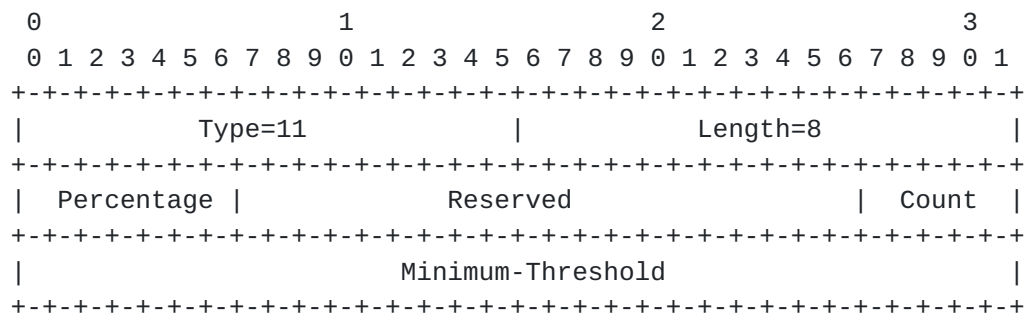 0                   1                   2                   3
 0 1 2 3 4 5 6 7 8 9 0 1 2 3 4 5 6 7 8 9 0 1 2 3 4 5 6 7 8 9 0 1
+-+-+-+-+-+-+-+-+-+-+-+-+-+-+-+-+-+-+-+-+-+-+-+-+-+-+-+-+-+-+-+-+
|           Type=11             |           Length=8            |
+-+-+-+-+-+-+-+-+-+-+-+-+-+-+-+-+-+-+-+-+-+-+-+-+-+-+-+-+-+-+-+-+
|  Percentage |             Reserved                  |  Count  |
+-+-+-+-+-+-+-+-+-+-+-+-+-+-+-+-+-+-+-+-+-+-+-+-+-+-+-+-+-+-+-+-+
|                        Minimum-Threshold                      |
+-+-+-+-+-+-+-+-+-+-+-+-+-+-+-+-+-+-+-+-+-+-+-+-+-+-+-+-+-+-+-+-+